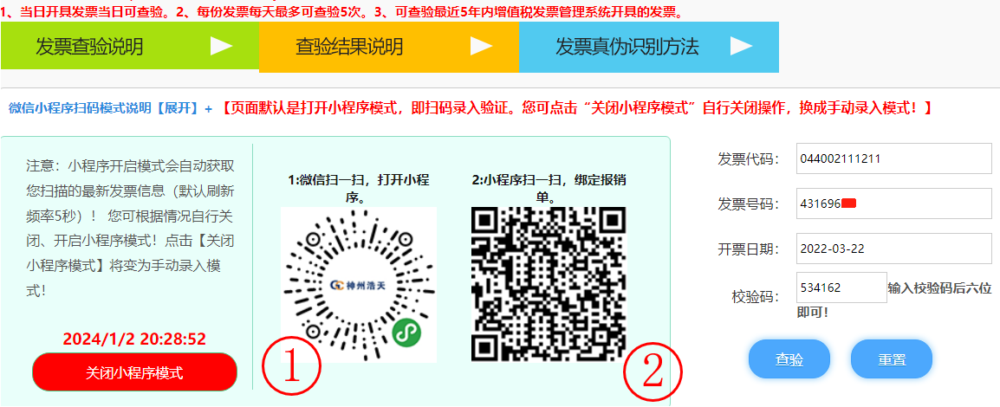 1、当日开具发票当日可查验。2、每份发票每天最多可查验5次。3、可查验最近5年内增值税发票管理系统开具的发票。
发票查验说明
查验结果说明
发票真伪识别方法
微信小程序扫码模式说明【展开】+ 【页面默认是打开小程序模式，即扫码录入验证。您可点击“关闭小程序模式”自行关闭操作，换成手动录入模式！】
注意：小程序开启模式会自动获取
您扫描的最新发票信息（默认刷新
频率5秒）！ 您可根据情况自行关
闭、开启小程序模式！点击【关闭
小程序模式】将变为手动录入模
式！
2024/1/2 20:28:52
关闭小程序模式
1:微信扫一扫，打开小程
序。
神州浩天
①
2:小程序扫一扫，绑定报销
单。
②
发票代码： 044002111211
发票号码： 431696
开票日期： 2022-03-22
校验码： 534162 输入校验码后六位
即可！
查验 重置